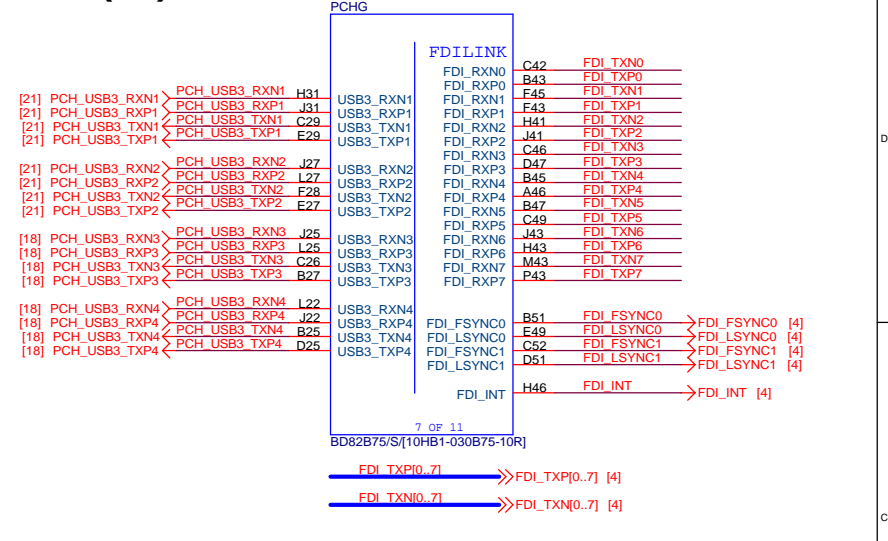 PCHG
FDILINK
[21] PCH_USB3_RXN1 PCH_USB3_RXN1 H31 USB3_RXN1
[21] PCH_USB3_RXP1 PCH_USB3_RXP1 J31 USB3_RXP1
[21] PCH_USB3_TXN1 PCH_USB3_TXN1 C29 USB3_TXN1
[21] PCH_USB3_TXP1 PCH_USB3_TXP1 E29 USB3_TXP1
[21] PCH_USB3_RXN2 PCH_USB3_RXN2 J27 USB3_RXN2
[21] PCH_USB3_RXP2 PCH_USB3_RXP2 L27 USB3_RXP2
[21] PCH_USB3_TXN2 PCH_USB3_TXN2 F28 USB3_TXN2
[21] PCH_USB3_TXP2 PCH_USB3_TXP2 E27 USB3_TXP2
[18] PCH_USB3_RXN3 PCH_USB3_RXN3 J25 USB3_RXN3
[18] PCH_USB3_RXP3 PCH_USB3_RXP3 L25 USB3_RXP3
[18] PCH_USB3_TXN3 PCH_USB3_TXN3 C26 USB3_TXN3
[18] PCH_USB3_TXP3 PCH_USB3_TXP3 B27 USB3_TXP3
[18] PCH_USB3_RXN4 PCH_USB3_RXN4 L22 USB3_RXN4
[18] PCH_USB3_RXP4 PCH_USB3_RXP4 J22 USB3_RXP4
[18] PCH_USB3_TXN4 PCH_USB3_TXN4 B25 USB3_TXN4
[18] PCH_USB3_TXP4 PCH_USB3_TXP4 D25 USB3_TXP4
FDI_RXN0 C42 FDI_TXN0
FDI_RXP0 B43 FDI_TXP0
FDI_RXN1 F45 FDI_TXN1
FDI_RXP1 F43 FDI_TXP1
FDI_RXN2 H41 FDI_TXN2
FDI_RXP2 J41 FDI_TXP2
FDI_RXN3 C46 FDI_TXN3
FDI_RXP3 D47 FDI_TXP3
FDI_RXN4 B45 FDI_TXN4
FDI_RXP4 A46 FDI_TXP4
FDI_RXN5 B47 FDI_TXN5
FDI_RXP5 C49 FDI_TXP5
FDI_RXN6 J43 FDI_TXN6
FDI_RXP6 H43 FDI_TXP6
FDI_RXN7 M43 FDI_TXN7
FDI_RXP7 P43 FDI_TXP7
FDI_FSYNC0 B51 FDI_FSYNC0 FDI_FSYNC0 [4]
FDI_LSYNC0 E49 FDI_LSYNC0 FDI_LSYNC0 [4]
FDI_FSYNC1 C52 FDI_FSYNC1 FDI_FSYNC1 [4]
FDI_LSYNC1 D51 FDI_LSYNC1 FDI_LSYNC1 [4]
FDI_INT H46 FDI_INT FDI_INT [4]
7 OF 11
BD82B75/S/[10HB1-030B75-10R]
FDI_TXP[0..7] FDI_TXP[0..7] [4]
FDI_TXN[0..7] FDI_TXN[0..7] [4]
D
C